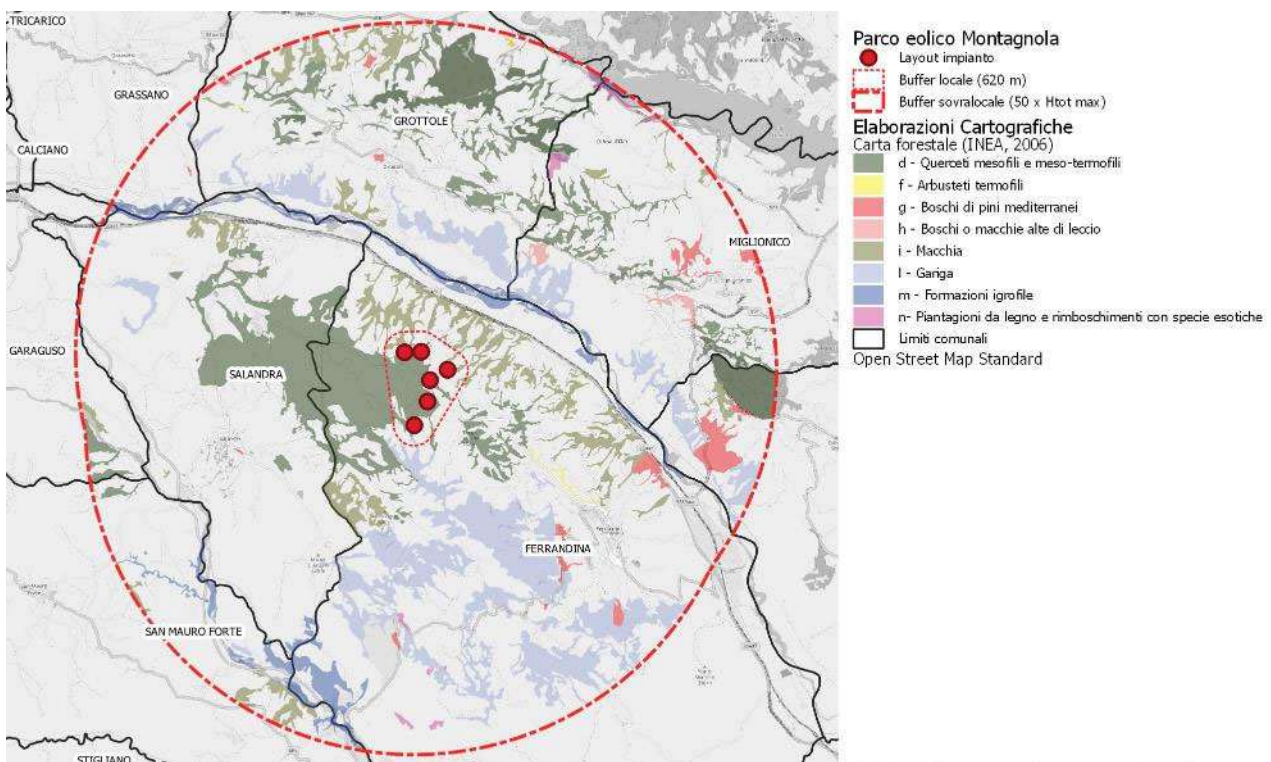 TRICARICO
GRASSANO
GROTTOLE
CALCIANO
MIGLIONICO
GARAGUSO
SALANDRA
FERRANDINA
SAN MAURO FORTE
STIGLIANO
Parco eolico Montagnola
Layout impianto
Buffer locale (620 m)
Buffer sovralocale (50 x Htot max)
Elaborazioni Cartografiche
Carta forestale (INEA, 2006)
d - Querceti mesofili e meso-termofili
f - Arbusteti termofili
g - Boschi di pini mediterranei
h - Boschi o macchie alte di leccio
i - Macchia
l - Gariga
m - Formazioni igrofile
n- Piantagioni da legno e rimboschimenti con specie esotiche
Limiti comunali
Open Street Map Standard